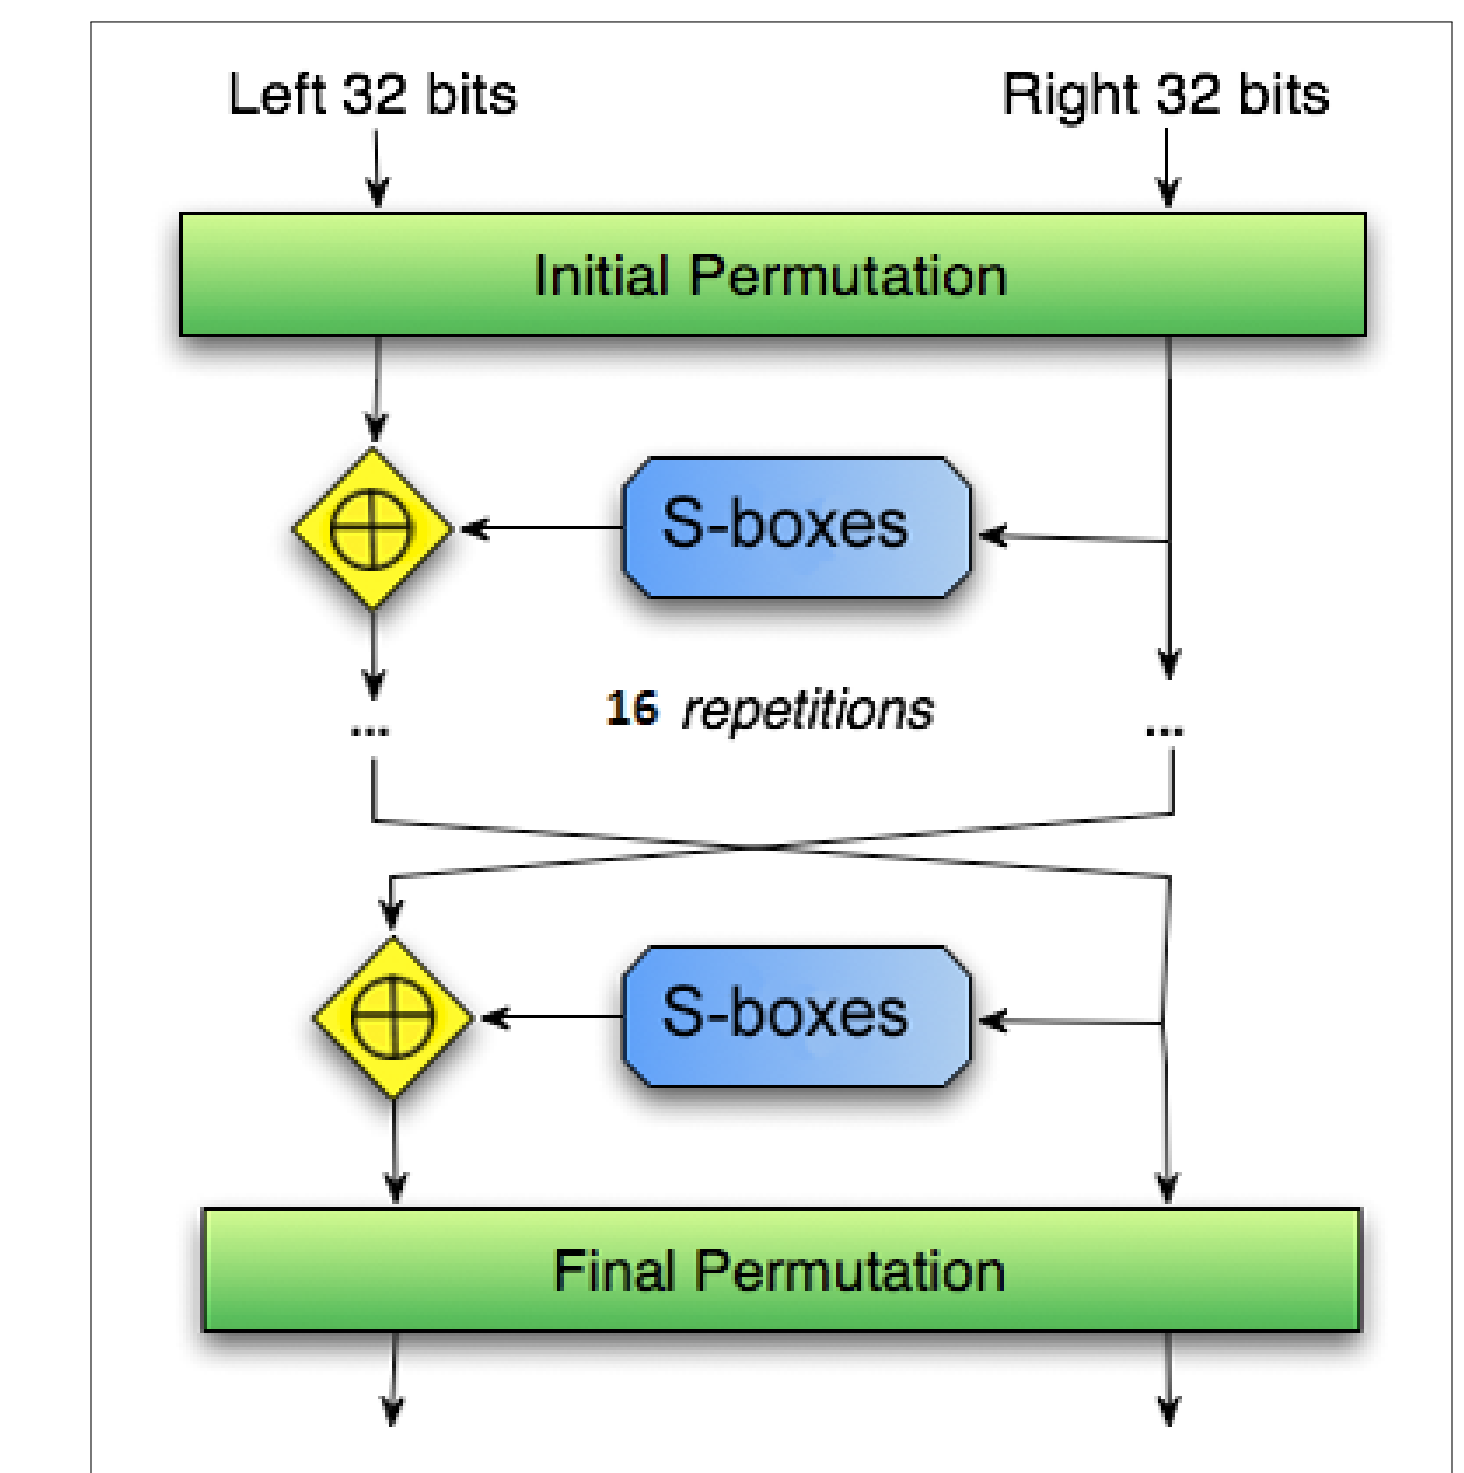 Left 32 bits
Right 32 bits
Initial Permutation
S-boxes
16 repetitions
...
...
S-boxes
Final Permutation